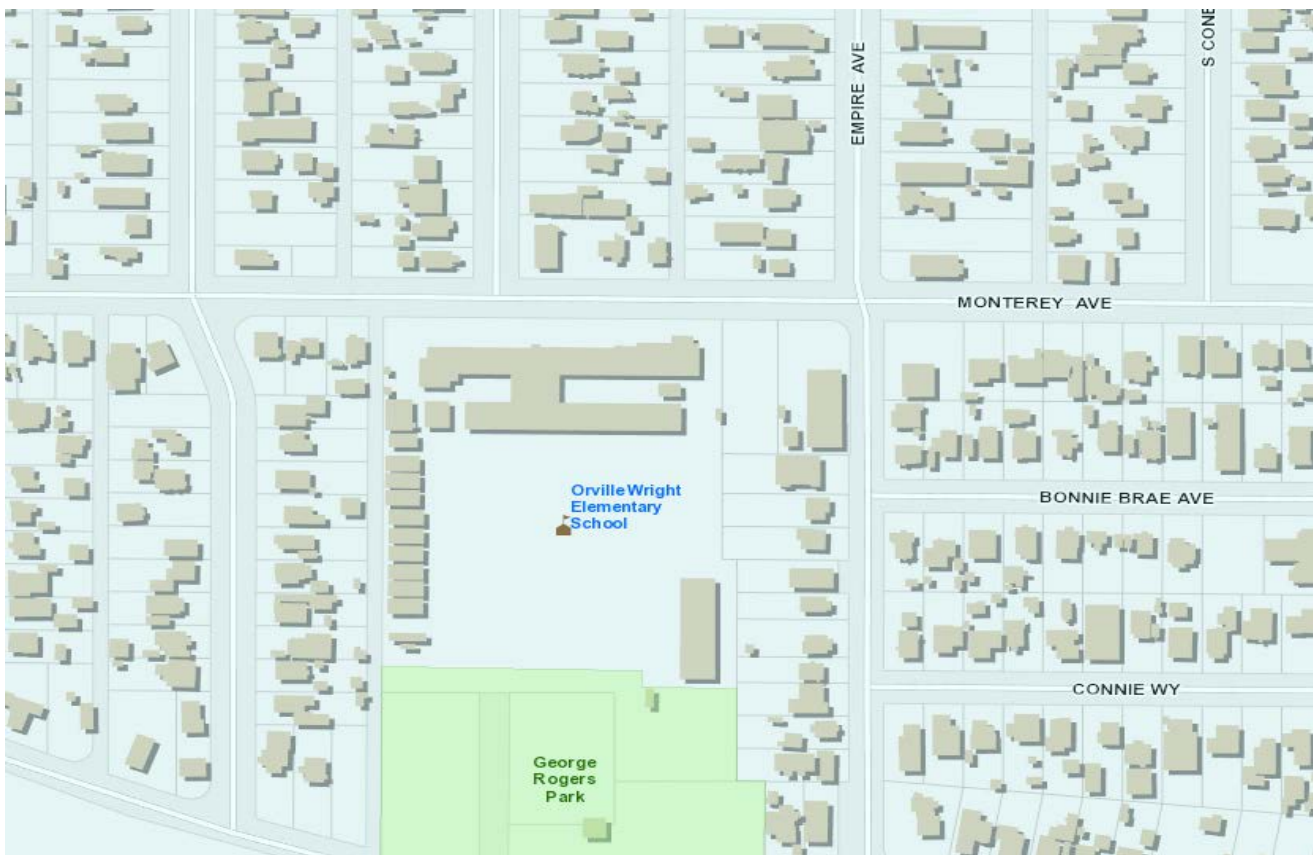 EMPIRE AVE
S CONE
MONTEREY AVE
Orville Wright
Elementary
School
BONNIE BRAE AVE
CONNIE WY
George
Rogers
Park